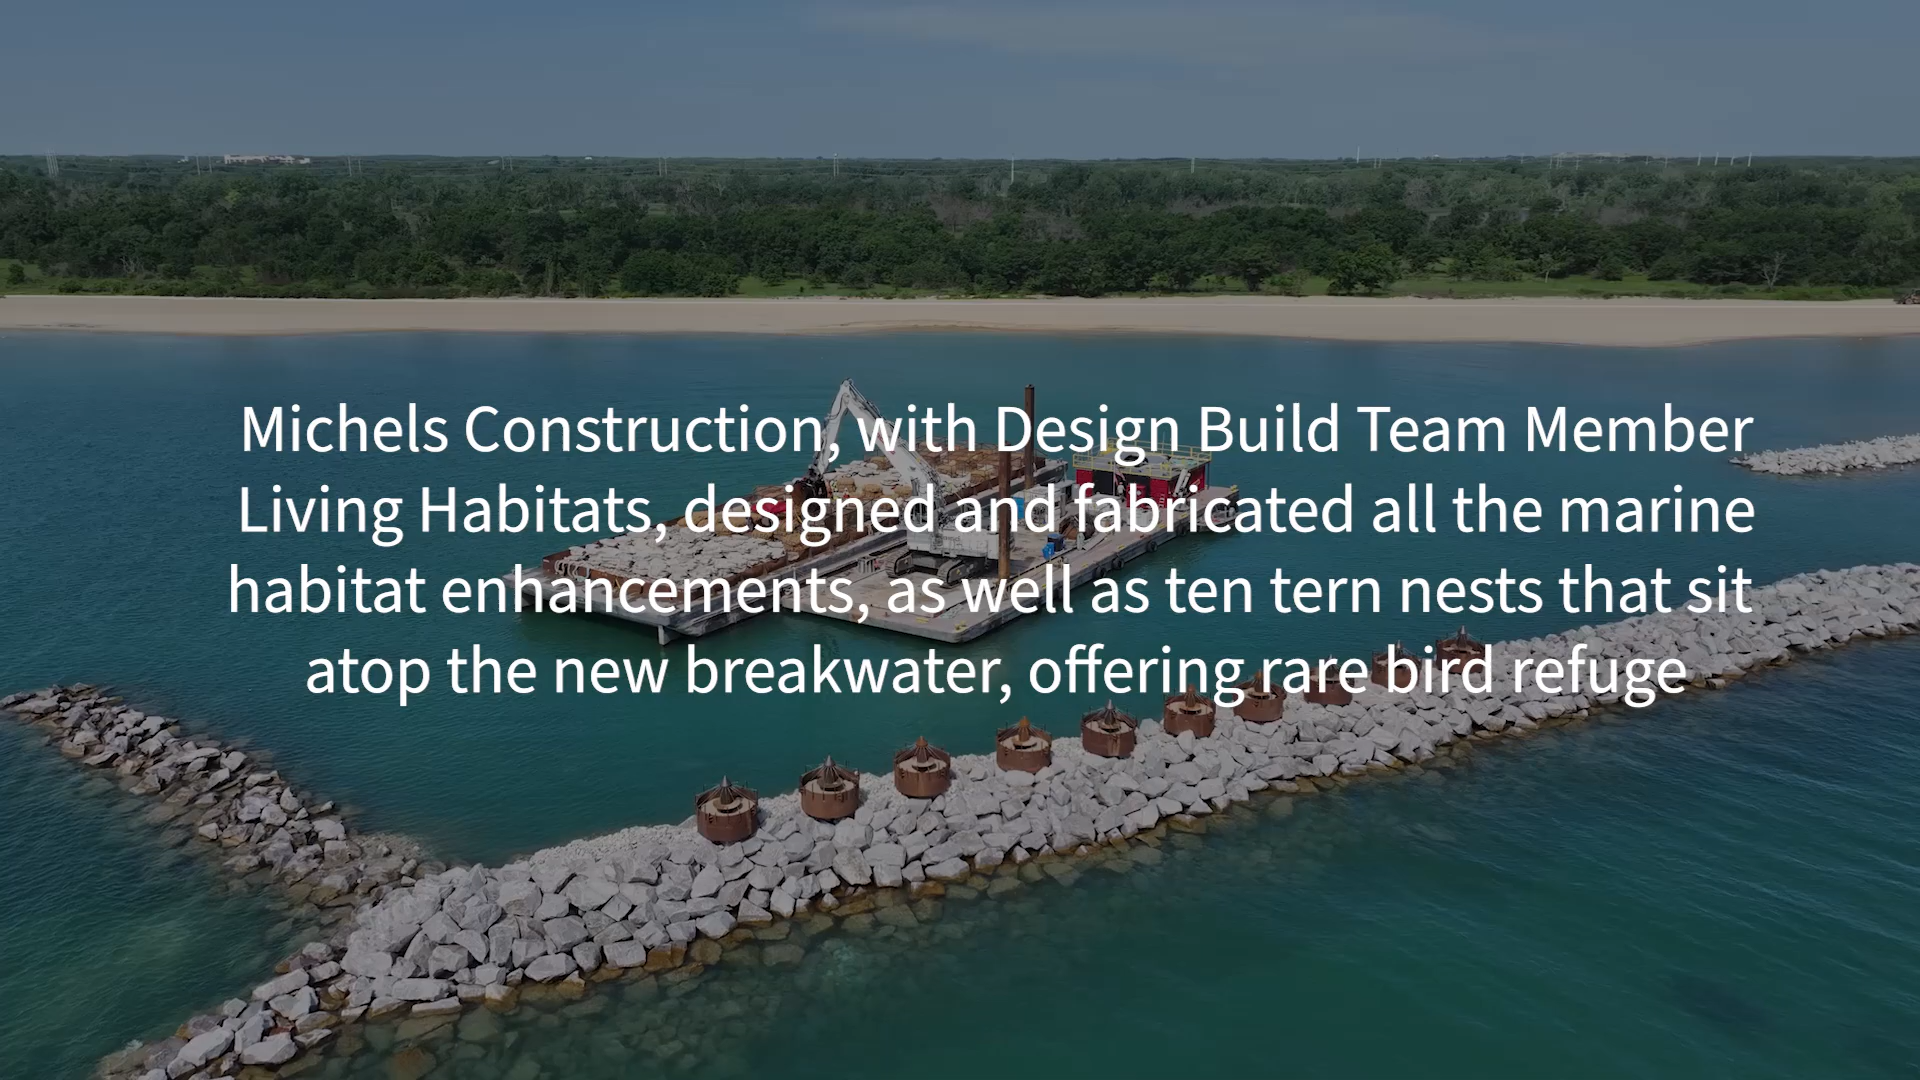 Michels Construction, with Design Build Team Member
Living Habitats, designed and fabricated all the marine
habitat enhancements, as well as ten tern nests that sit
atop the new breakwater, offering rare bird refuge